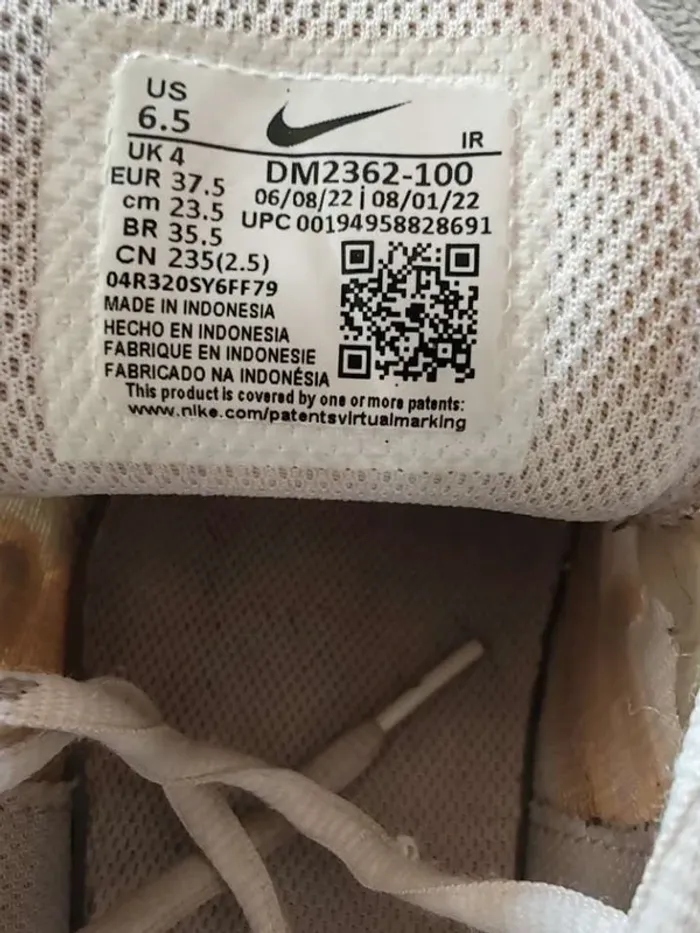 US
6.5
IR
UK 4
DM2362-100
EUR 37.5
06/08/22 | 08/01/22
cm 23.5
UPC 00194958828691
BR 35.5
CN 235(2.5)
04R320SY6FF79
MADE IN INDONESIA
HECHO EN INDONESIA
FABRIQUE EN INDONESIE
FABRICADO NA INDONÉSIA
This product is covered by one or more patents:
www.nike.com/patentsvirtualmarking